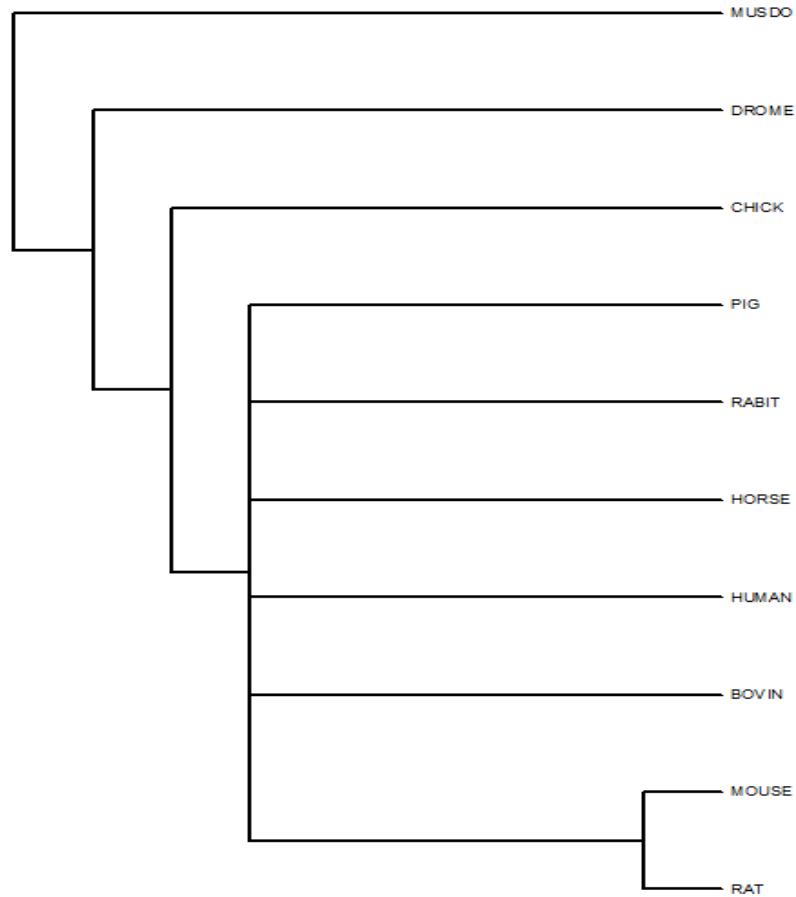 MUSDO
DROME
CHICK
PIG
RABIT
HORSE
HUMAN
BOVIN
MOUSE
RAT